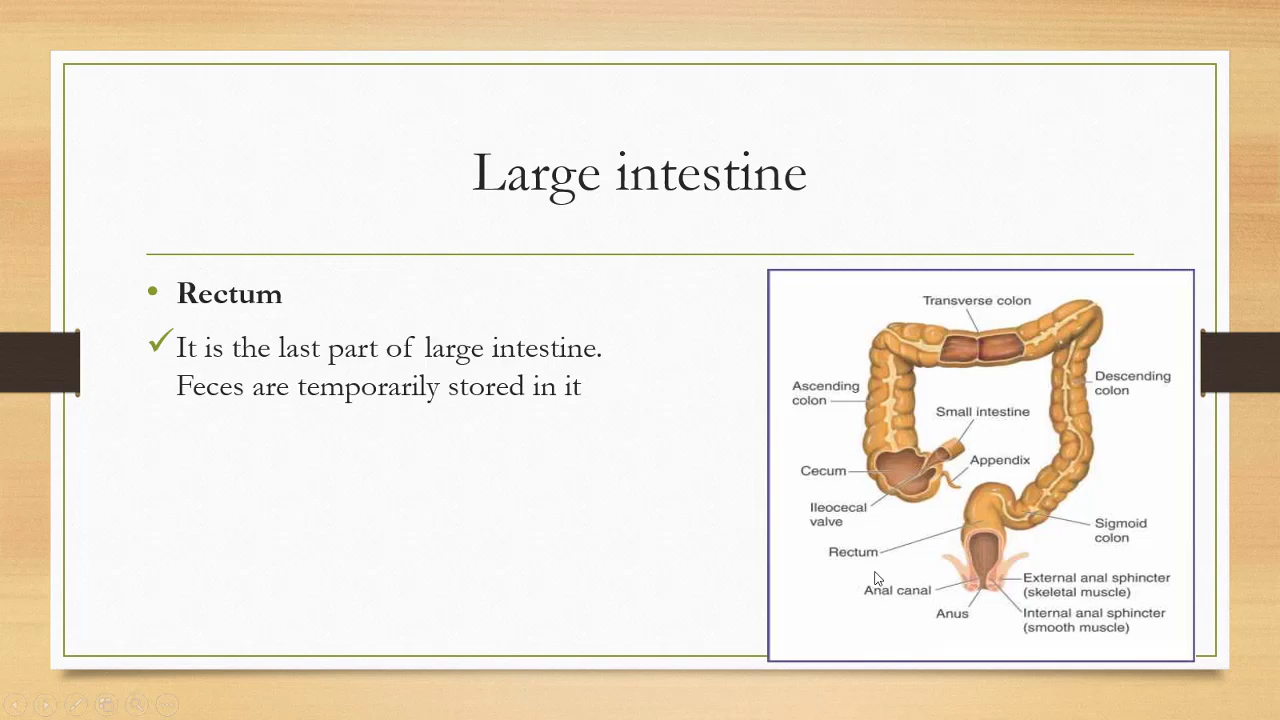 Large intestine
Rectum
It is the last part of large intestine.
Feces are temporarily stored in it
Transverse colon
Ascending
colon
Descending
colon
Small intestine
Cecum
Appendix
Ileocecal
valve
Sigmoid
colon
Rectum
Anal canal
External anal sphincter
(skeletal muscle)
Anus
Internal anal sphincter
(smooth muscle)